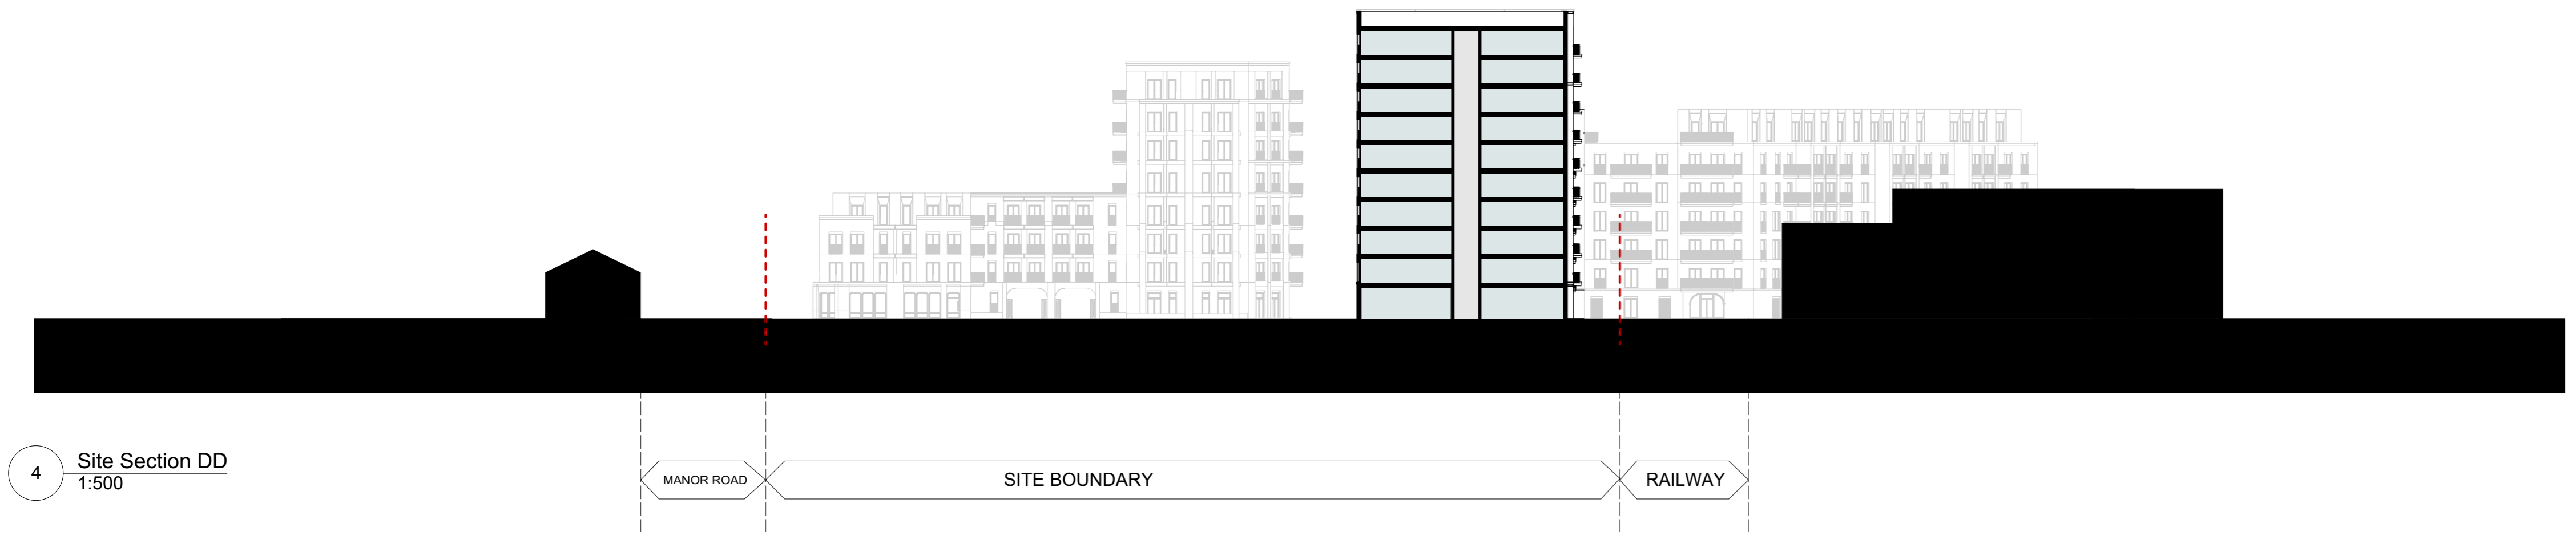 4
Site Section DD
1:500
MANOR ROAD
SITE BOUNDARY
RAILWAY